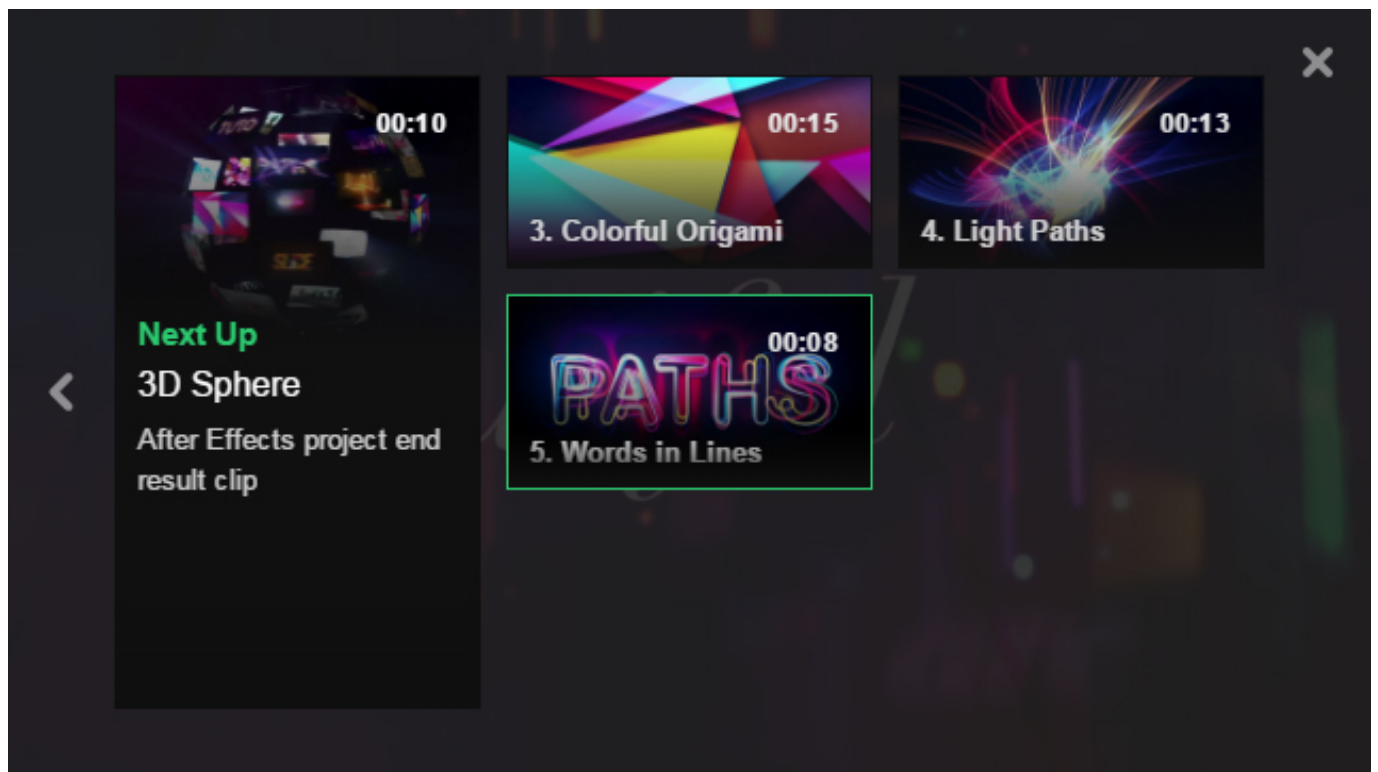 00:10
Next Up
3D Sphere
After Effects project end
result clip
00:15
3. Colorful Origami
00:13
4. Light Paths
00:08
PATHS
5. Words in Lines